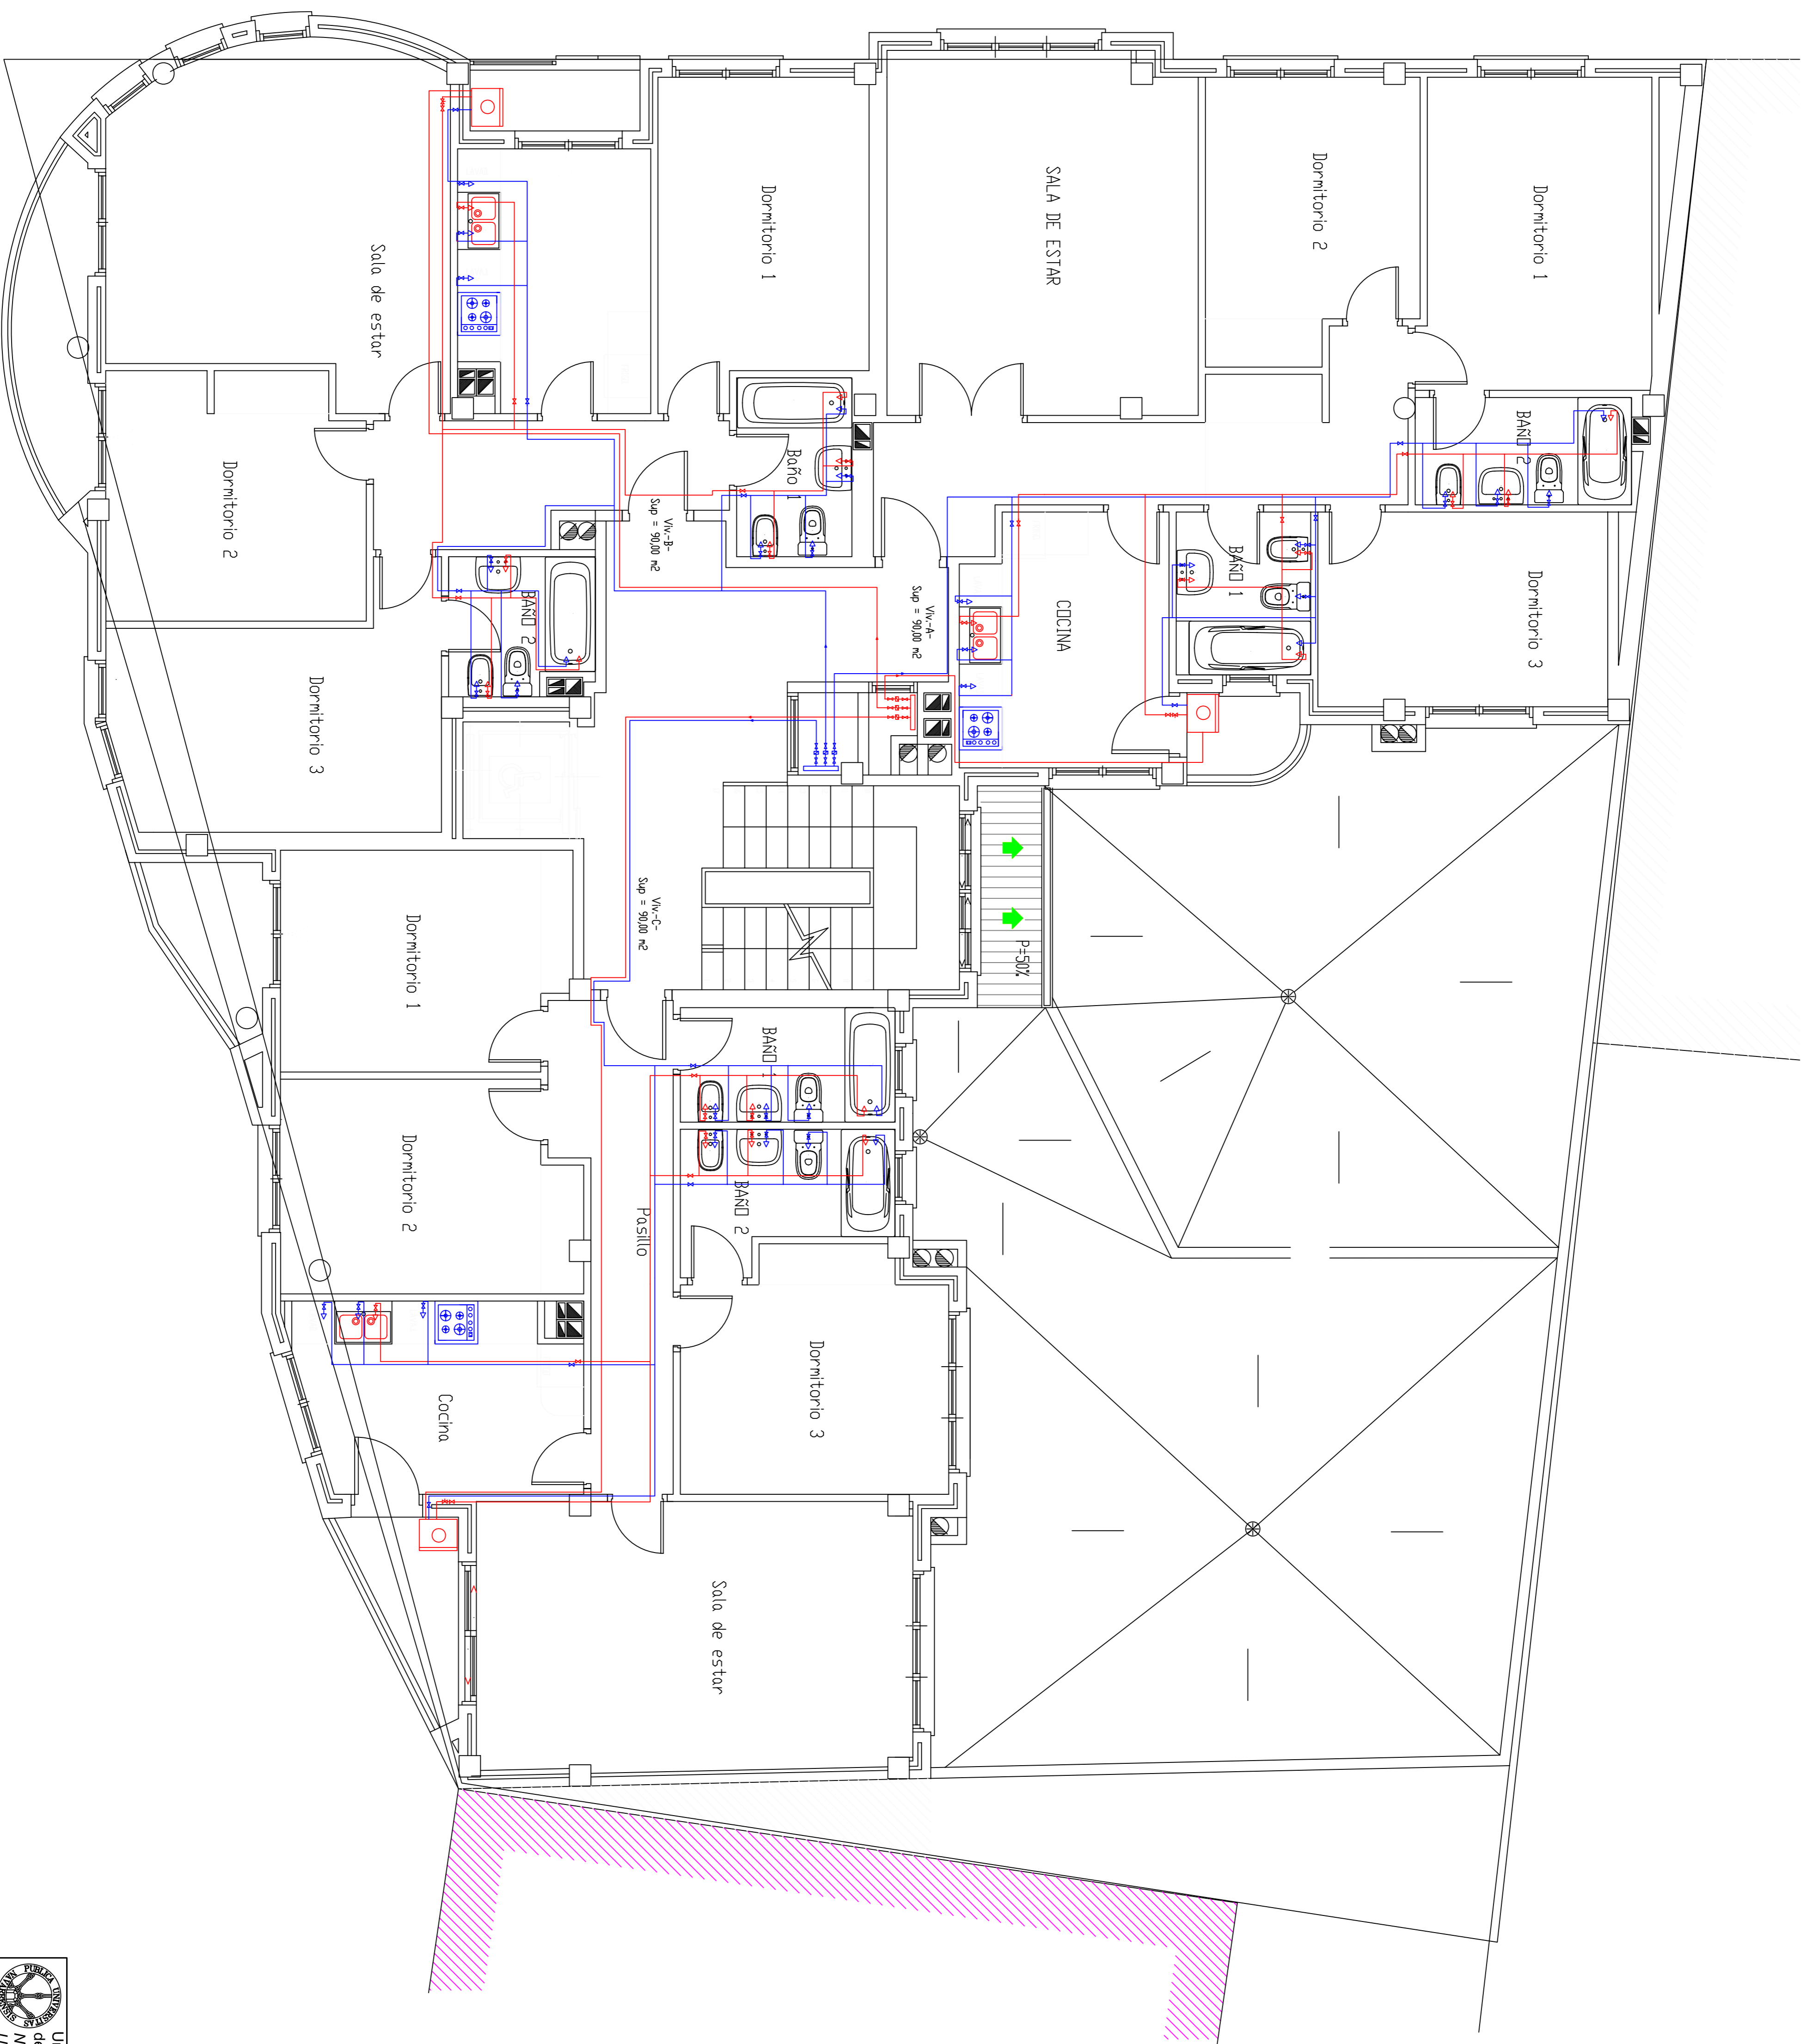 Dormitorio 1
Dormitorio 3
BAÑO 2
Dormitorio 2
BAÑO 1
COCINA
SALA DE ESTAR
P=50%
Viv.-A-
Sup = 90,00 m2
Dormitorio 3
Baño 1
Dormitorio 1
BAÑO 1
BAÑO 2
Sala de estar
Viv.-B-
Sup = 90,00 m2
Viv.-C-
Sup = 90,00 m2
Pasillo
BAÑO 2
Cocina
Dormitorio 1
Dormitorio 2
Sala de estar
Dormitorio 3
Dormitorio 2
PUBLICA UNIVERSITAS